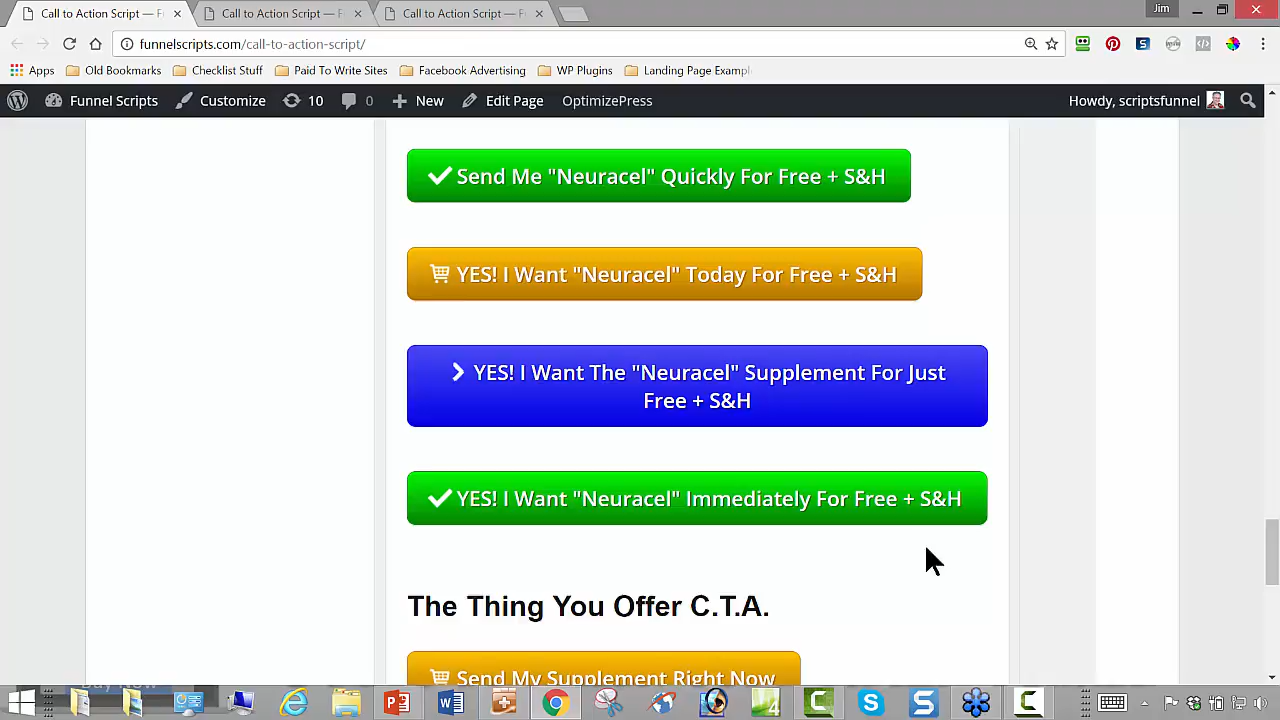 Call to Action Script — F
Call to Action Script — F
Call to Action Script — F
Jim
funnelscripts.com/call-to-action-script/
Apps
Old Bookmarks
Checklist Stuff
Paid To Write Site
Facebook Advertising
WP Plugins
Landing Page Exampl
Funnel Scripts
Customize
10
0
New
Edit Page
OptimizePress
Howdy, scriptsfunnel
Send Me "Neuracel" Quickly For Free + S&H
YES! I Want "Neuracel" Today For Free + S&H
YES! I Want The "Neuracel" Supplement For Just
Free + S&H
YES! I Want "Neuracel" Immediately For Free + S&H
The Thing You Offer C.T.A.
Send My Supplement Right Now
Buy Now